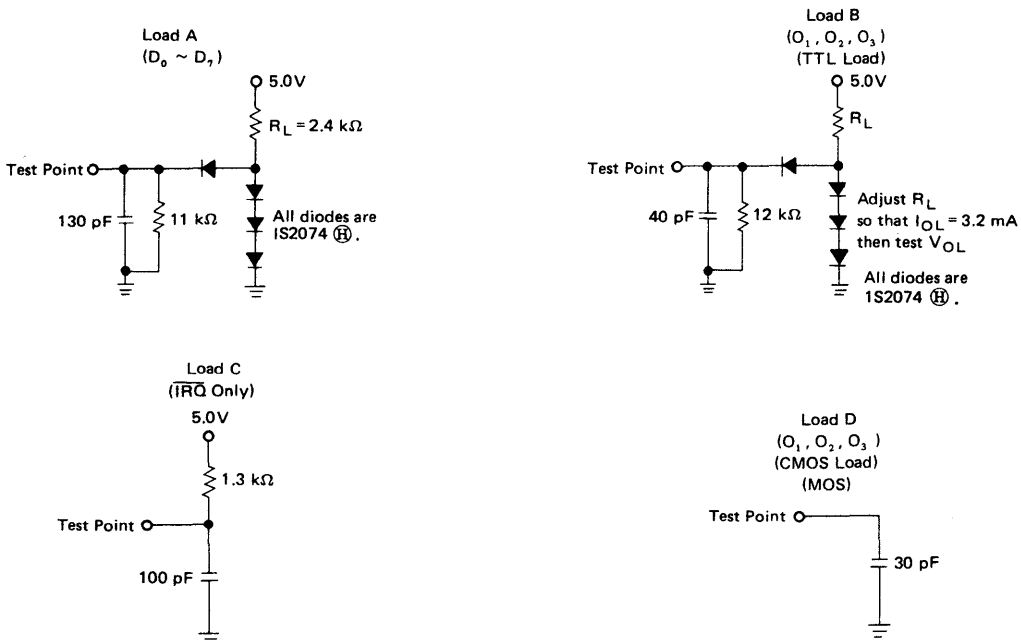 Load A
(D₀ ~ D₇)
5.0V
R_L = 2.4 kΩ
Test Point
130 pF
11 kΩ
All diodes are
IS2074 Ⓗ.
Load B
(O₁, O₂, O₃)
(TTL Load)
5.0V
R_L
Test Point
40 pF
12 kΩ
Adjust R_L
so that I_OL = 3.2 mA
then test V_OL
All diodes are
1S2074 Ⓗ.
Load C
(I̅R̅Q̅ Only)
5.0V
1.3 kΩ
Test Point
100 pF
Load D
(O₁, O₂, O₃)
(CMOS Load)
(MOS)
Test Point
30 pF